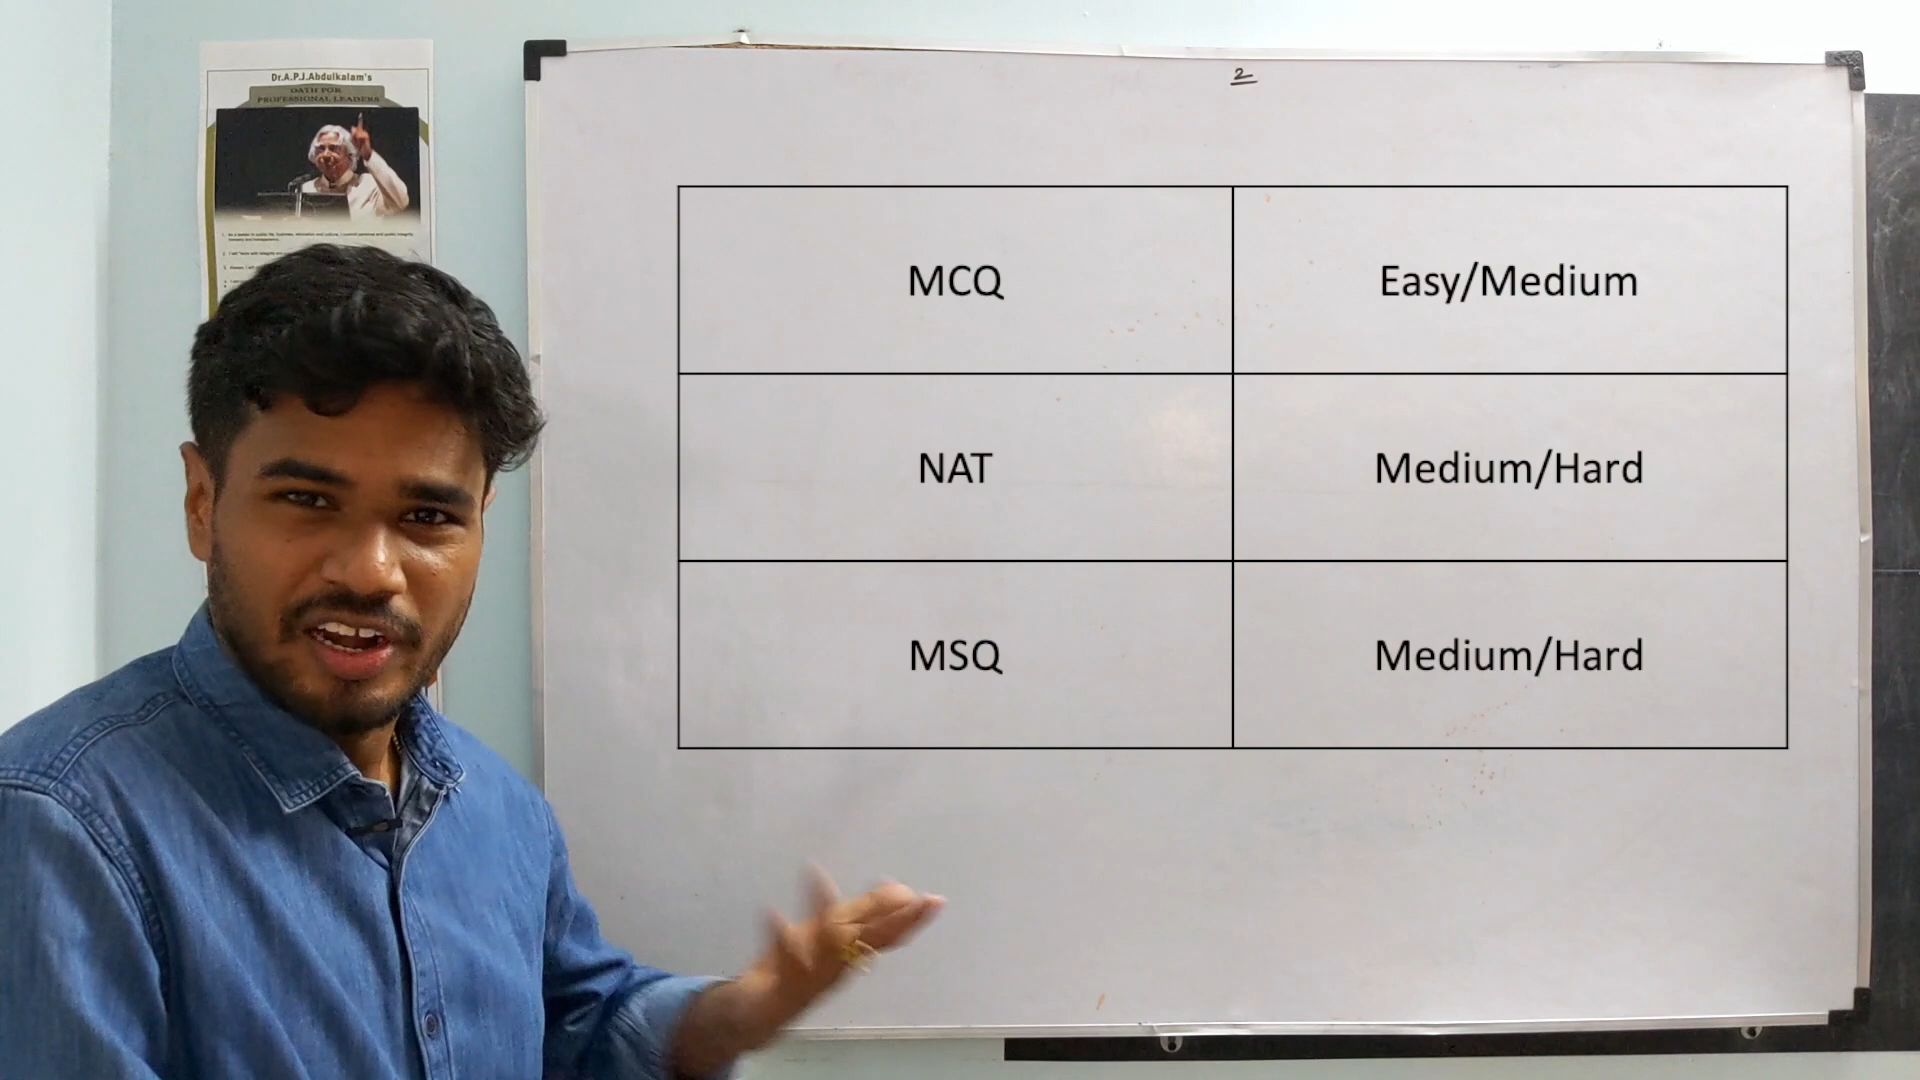 Dr.A.P.J.Abdulkalam's
OATH FOR
PROFESSIONAL LEADERS
2
MCQ Easy/Medium
NAT Medium/Hard
MSQ Medium/Hard